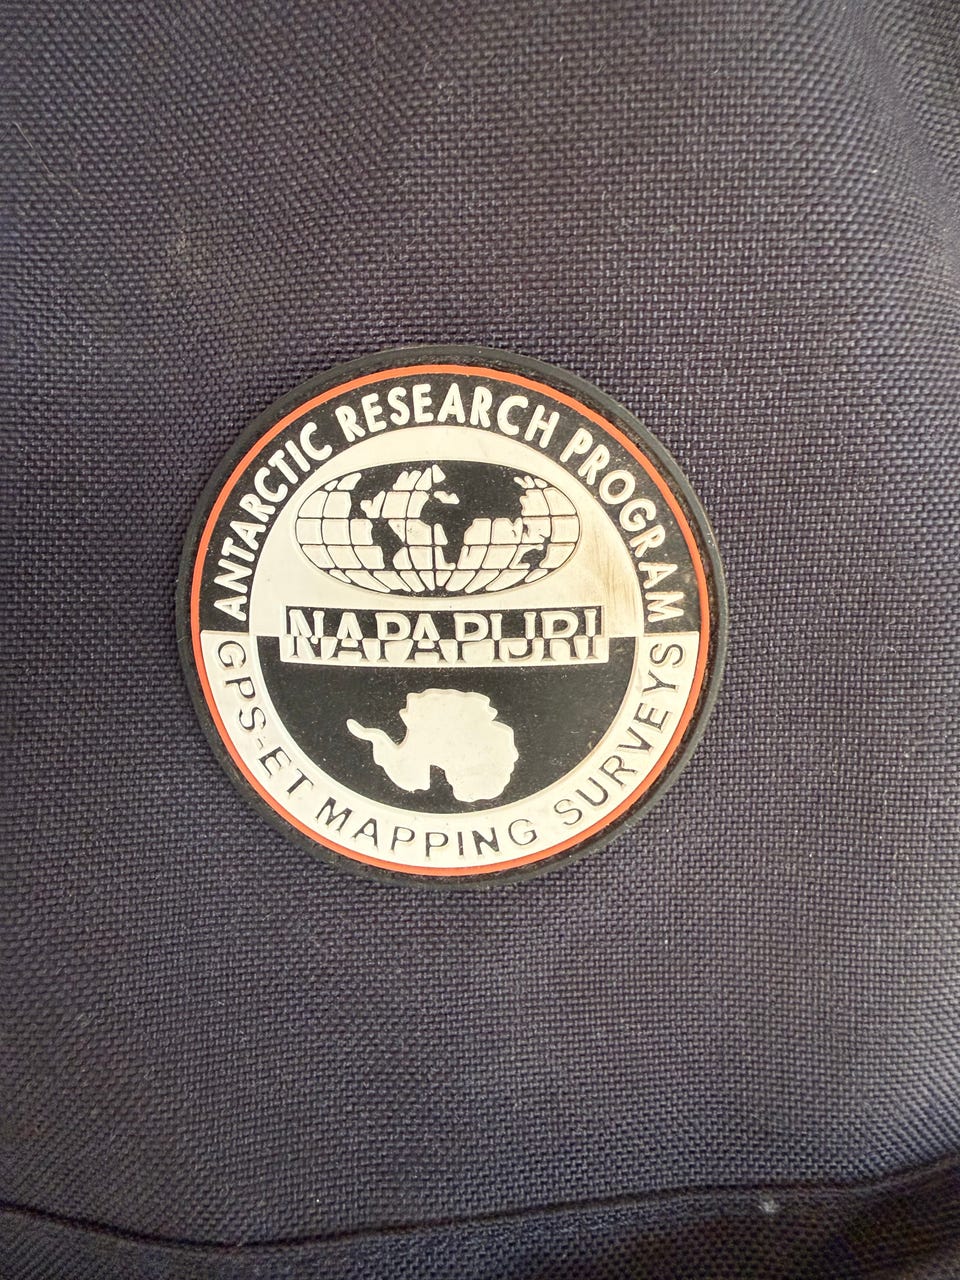 ANTARCTIC RESEARCH PROGRAM
NAPAPIJRI
GPS-ET MAPPING SURVEYS